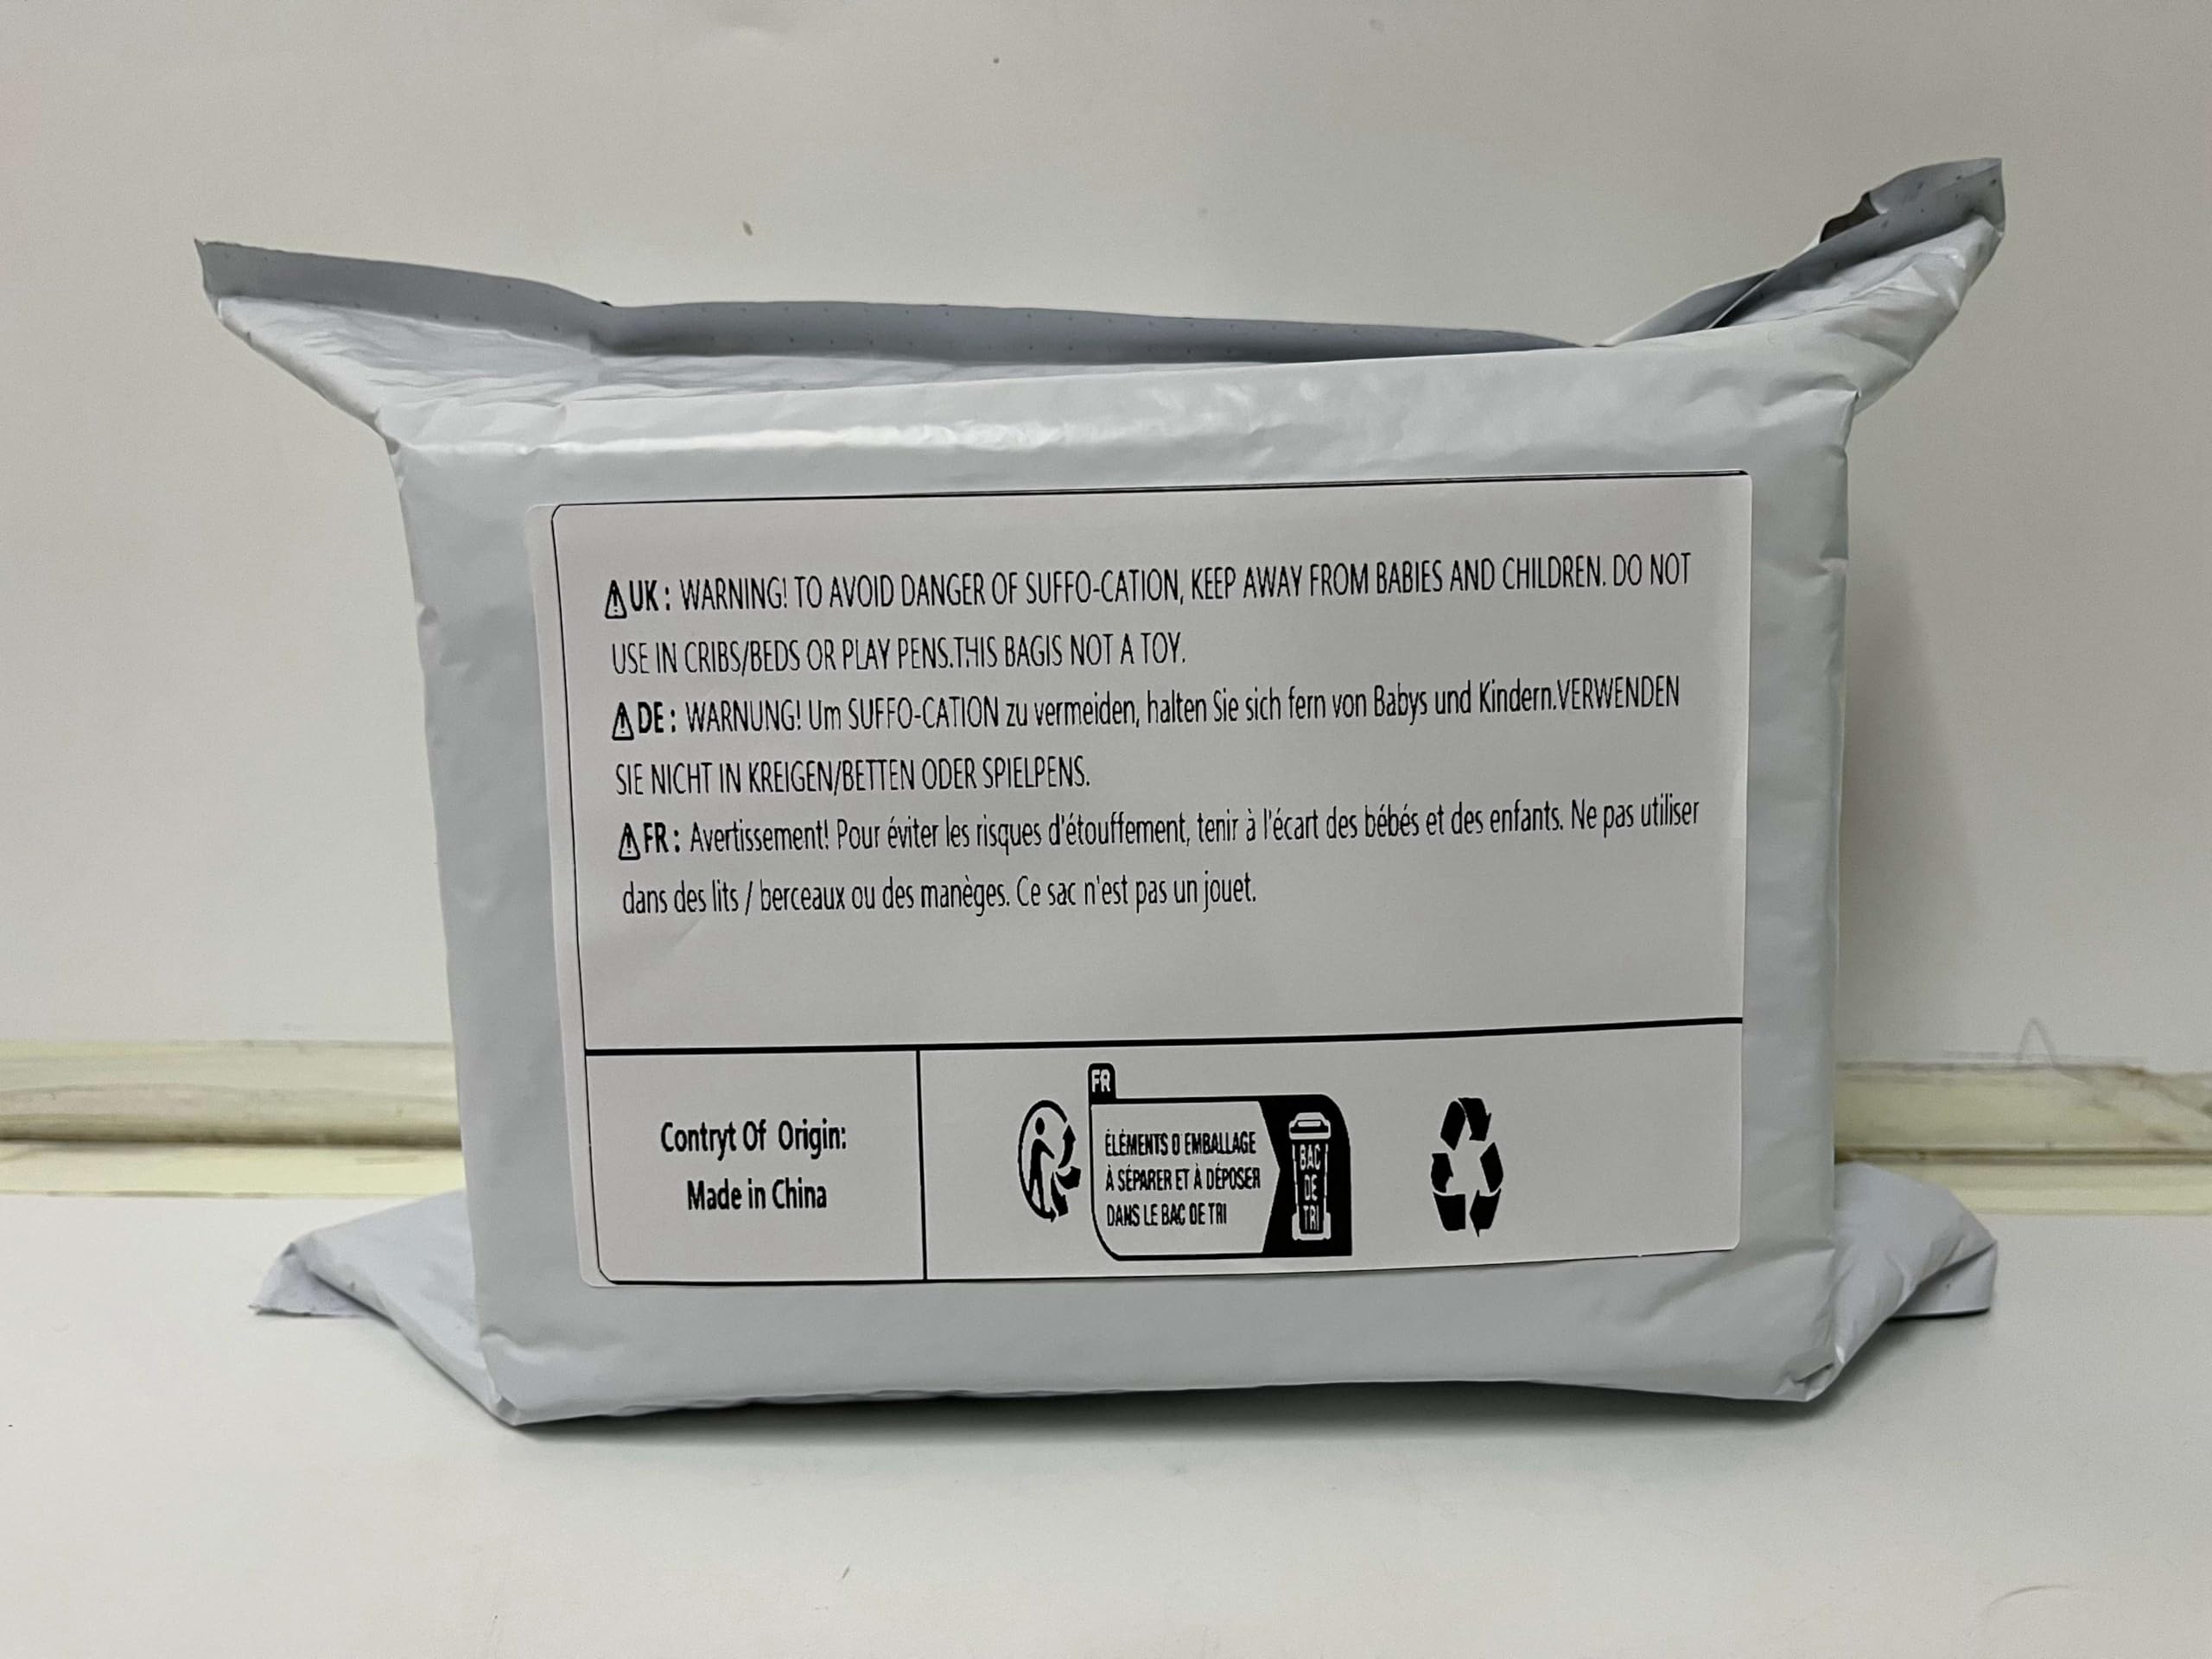 ⚠UK: WARNING! TO AVOID DANGER OF SUFFO-CATION, KEEP AWAY FROM BABIES AND CHILDREN. DO NOT
USE IN CRIBS/BEDS OR PLAY PENS.THIS BAGIS NOT A TOY.
⚠DE: WARNUNG! Um SUFFO-CATION zu vermeiden, halten Sie sich fern von Babys und Kindern.VERWENDEN
SIE NICHT IN KREIGEN/BETTEN ODER SPIELPENS.
⚠FR: Avertissement! Pour éviter les risques d'étouffement, tenir à l'écart des bébés et des enfants. Ne pas utiliser
dans des lits / berceaux ou des manèges. Ce sac n'est pas un jouet.
Contryt Of Origin:
Made in China
FR
ÉLÉMENTS D EMBALLAGE
À SÉPARER ET À DÉPOSER
DANS LE BAC DE TRI
BAC
DE
TRI